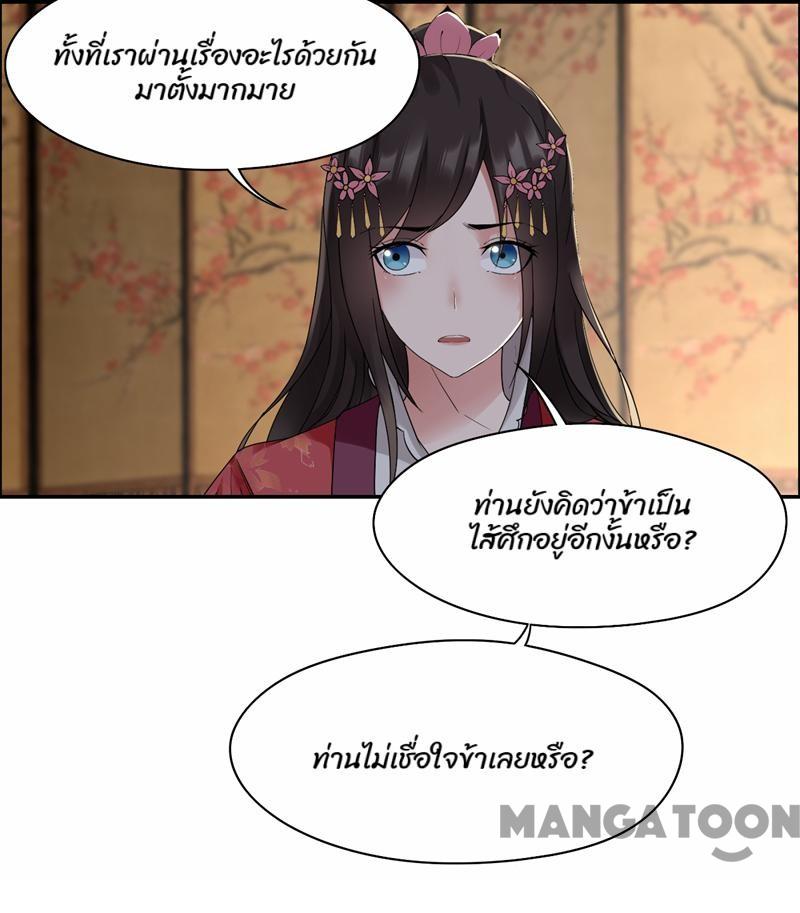 ทั้งที่เราผ่านเรื่องอะไรด้วยกัน
มาตั้งมากมาย
ท่านยังคิดว่าข้าเป็น
ไส้ศึกอยู่อีกงั้นหรือ?
ท่านไม่เชื่อใจข้าเลยหรือ?
MANGATOON